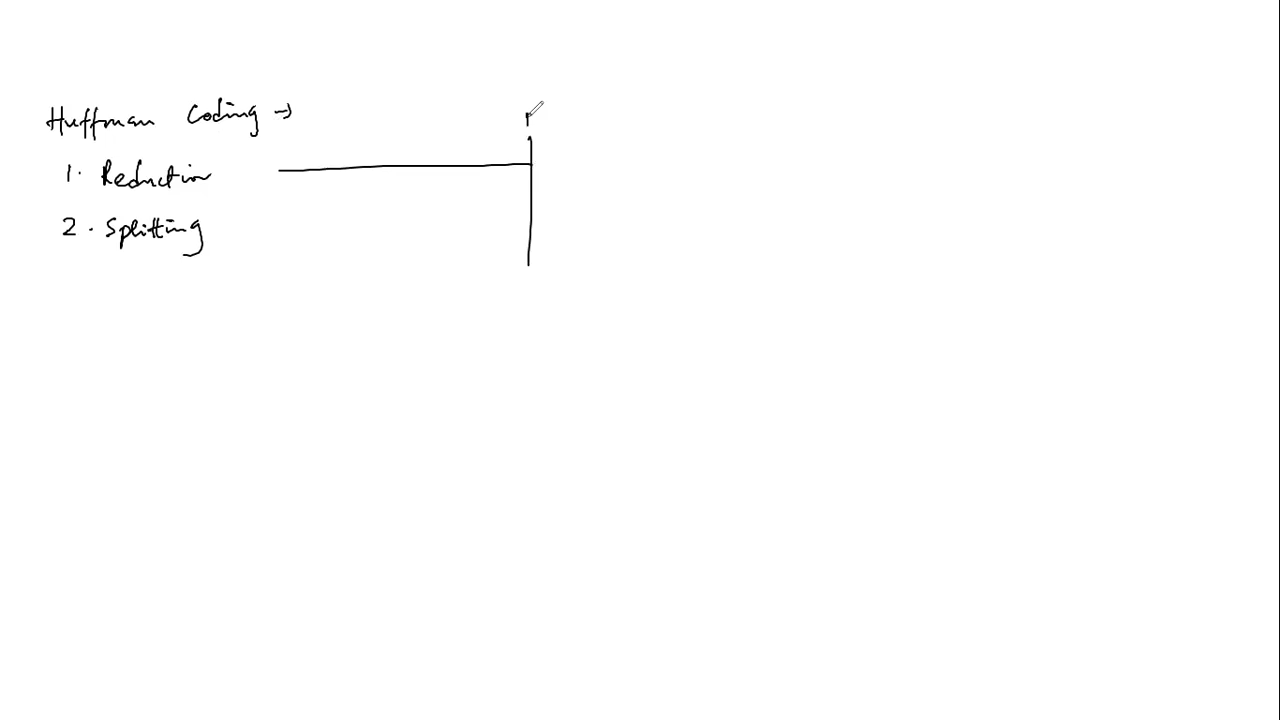 Huffman Coding →
1. Reduction
2. Splitting